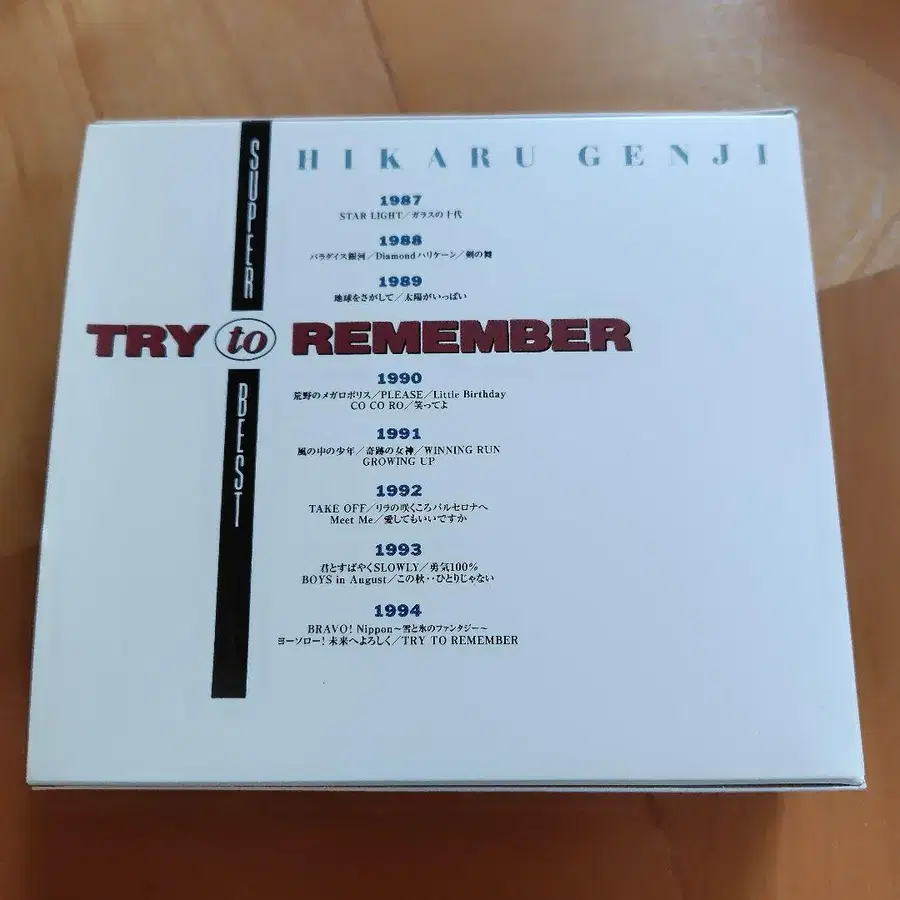 HIKARU GENJI
SUPER
1987
STAR LIGHT/ガラスの十代
1988
パラダイス銀河/Diamondハリケーン/剣の舞
1989
地球をさがして/太陽がいっぱい
TRY to REMEMBER
BEST
1990
荒野のメガロポリス/PLEASE/Little Birthday
CO CO RO/笑ってよ
1991
風の中の少年/奇跡の女神/WINNING RUN
GROWING UP
1992
TAKE OFF/リラの咲くころバルセロナへ
Meet Me/愛してもいいですか
1993
君とすばやくSLOWLY/勇気100%
BOYS in August/この秋‥ひとりじゃない
1994
BRAVO! Nippon〜雪と氷のファンタジー〜
ヨーソロー! 未来へよろしく/TRY TO REMEMBER